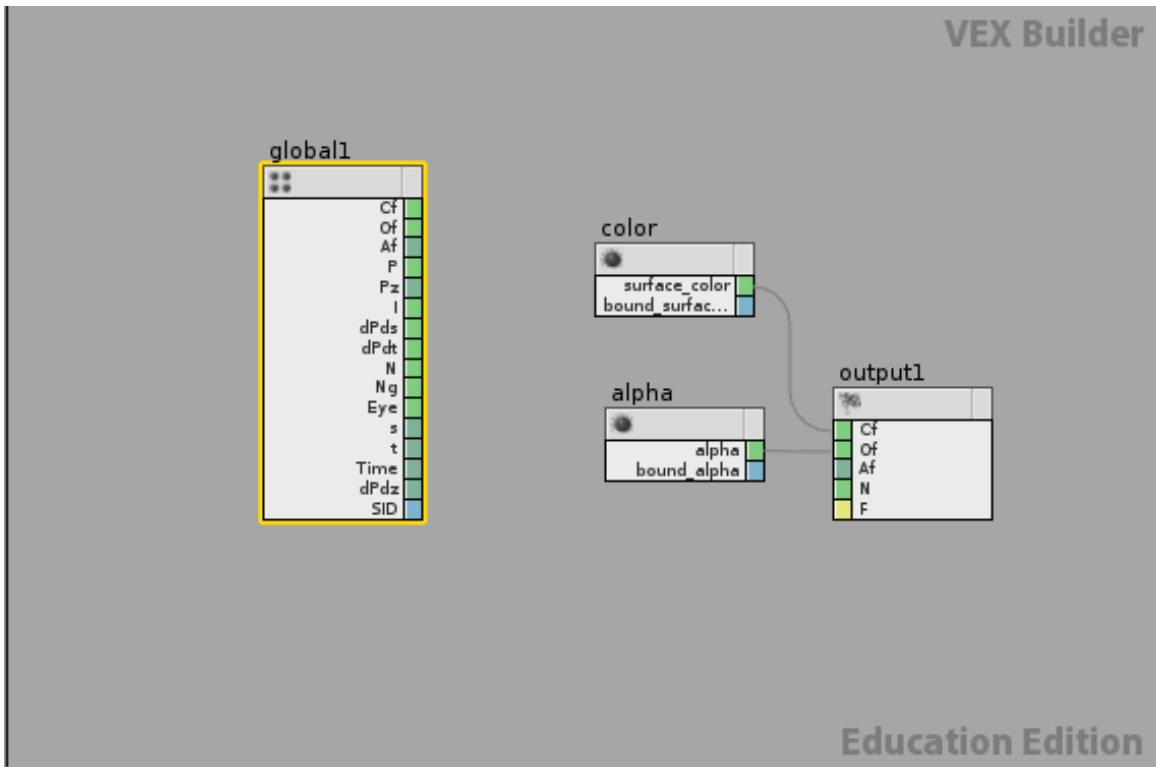 VEX Builder
global1
Cf
Of
Af
P
Pz
I
dPds
dPdt
N
Ng
Eye
s
t
Time
dPdz
SID
color
surface_color
bound_surfac...
alpha
alpha
bound_alpha
output1
Cf
Of
Af
N
F
Education Edition